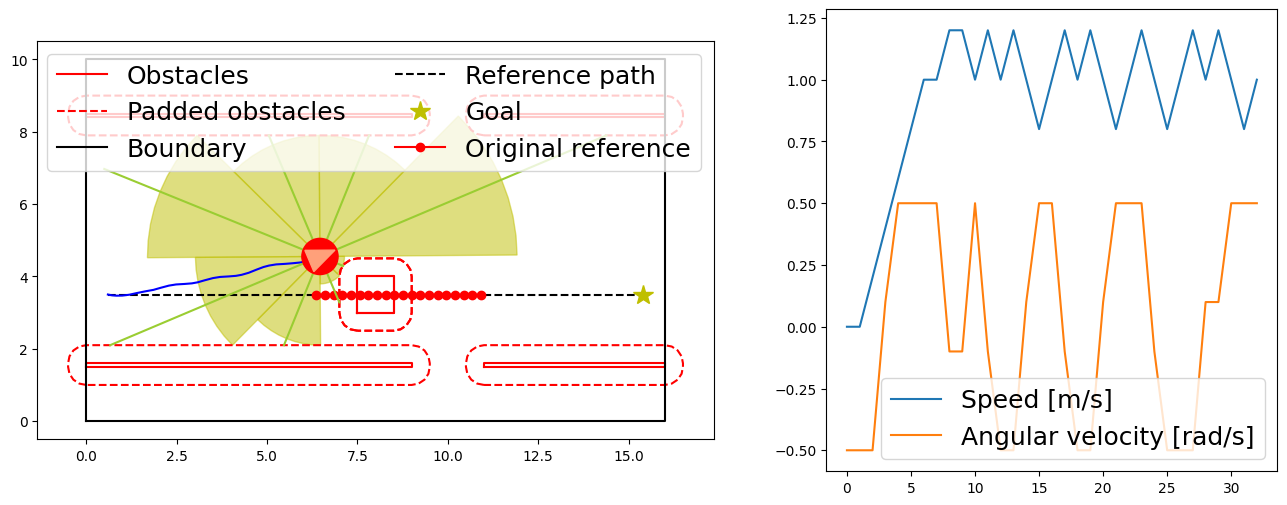 Obstacles
Padded obstacles
Boundary
Reference path
Goal
Original reference
10
8
6
4
2
0
0.0 2.5 5.0 7.5 10.0 12.5 15.0
1.25
1.00
0.75
0.50
0.25
0.00
−0.25
−0.50
Speed [m/s]
Angular velocity [rad/s]
0 5 10 15 20 25 30